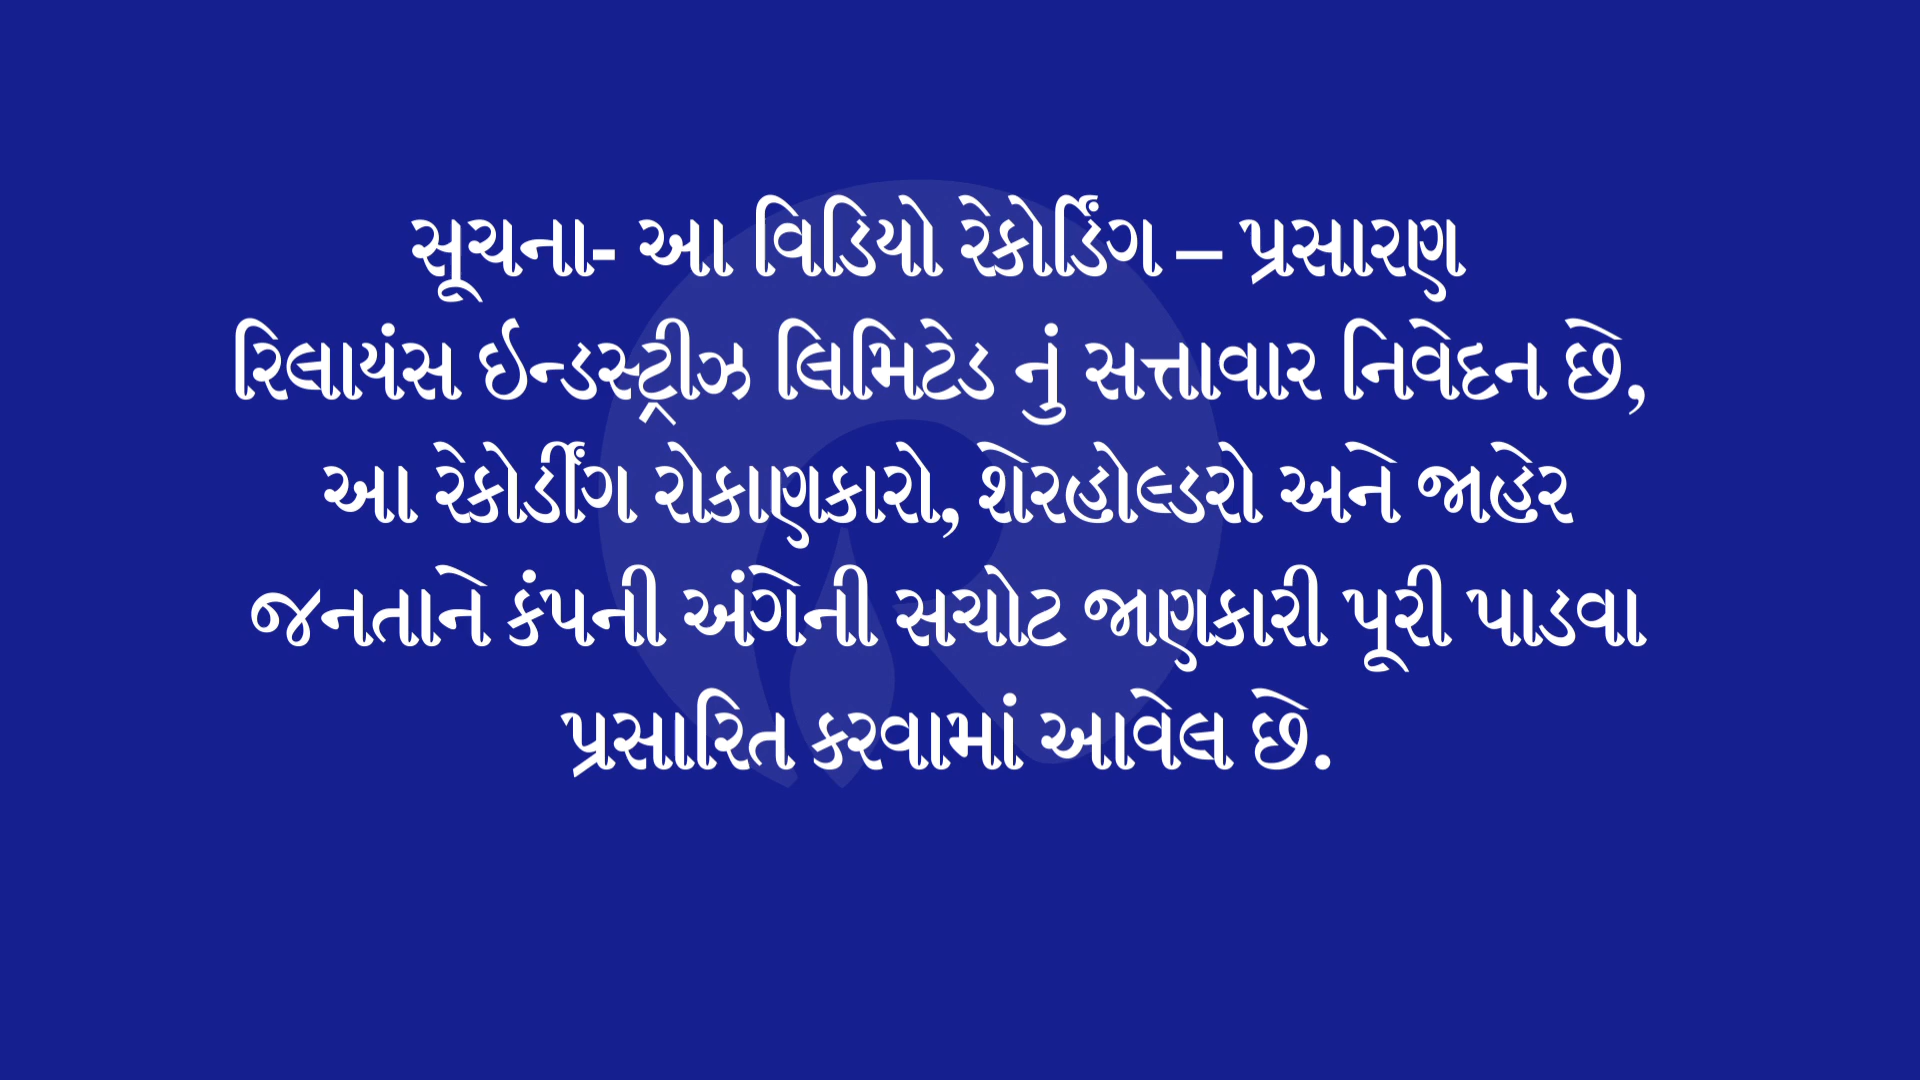 સૂચના- આ વિડિયો રેકોર્ડિંગ – પ્રસારણ
રિલાયંસ ઈન્ડસ્ટ્રીઝ લિમિટેડ નું સત્તાવાર નિવેદન છે,
આ રેકોર્ડીંગ રોકાણકારો, શેરહોલ્ડરો અને જાહેર
જનતાને કંપની અંગેની સચોટ જાણકારી પૂરી પાડવા
પ્રસારિત કરવામાં આવેલ છે.